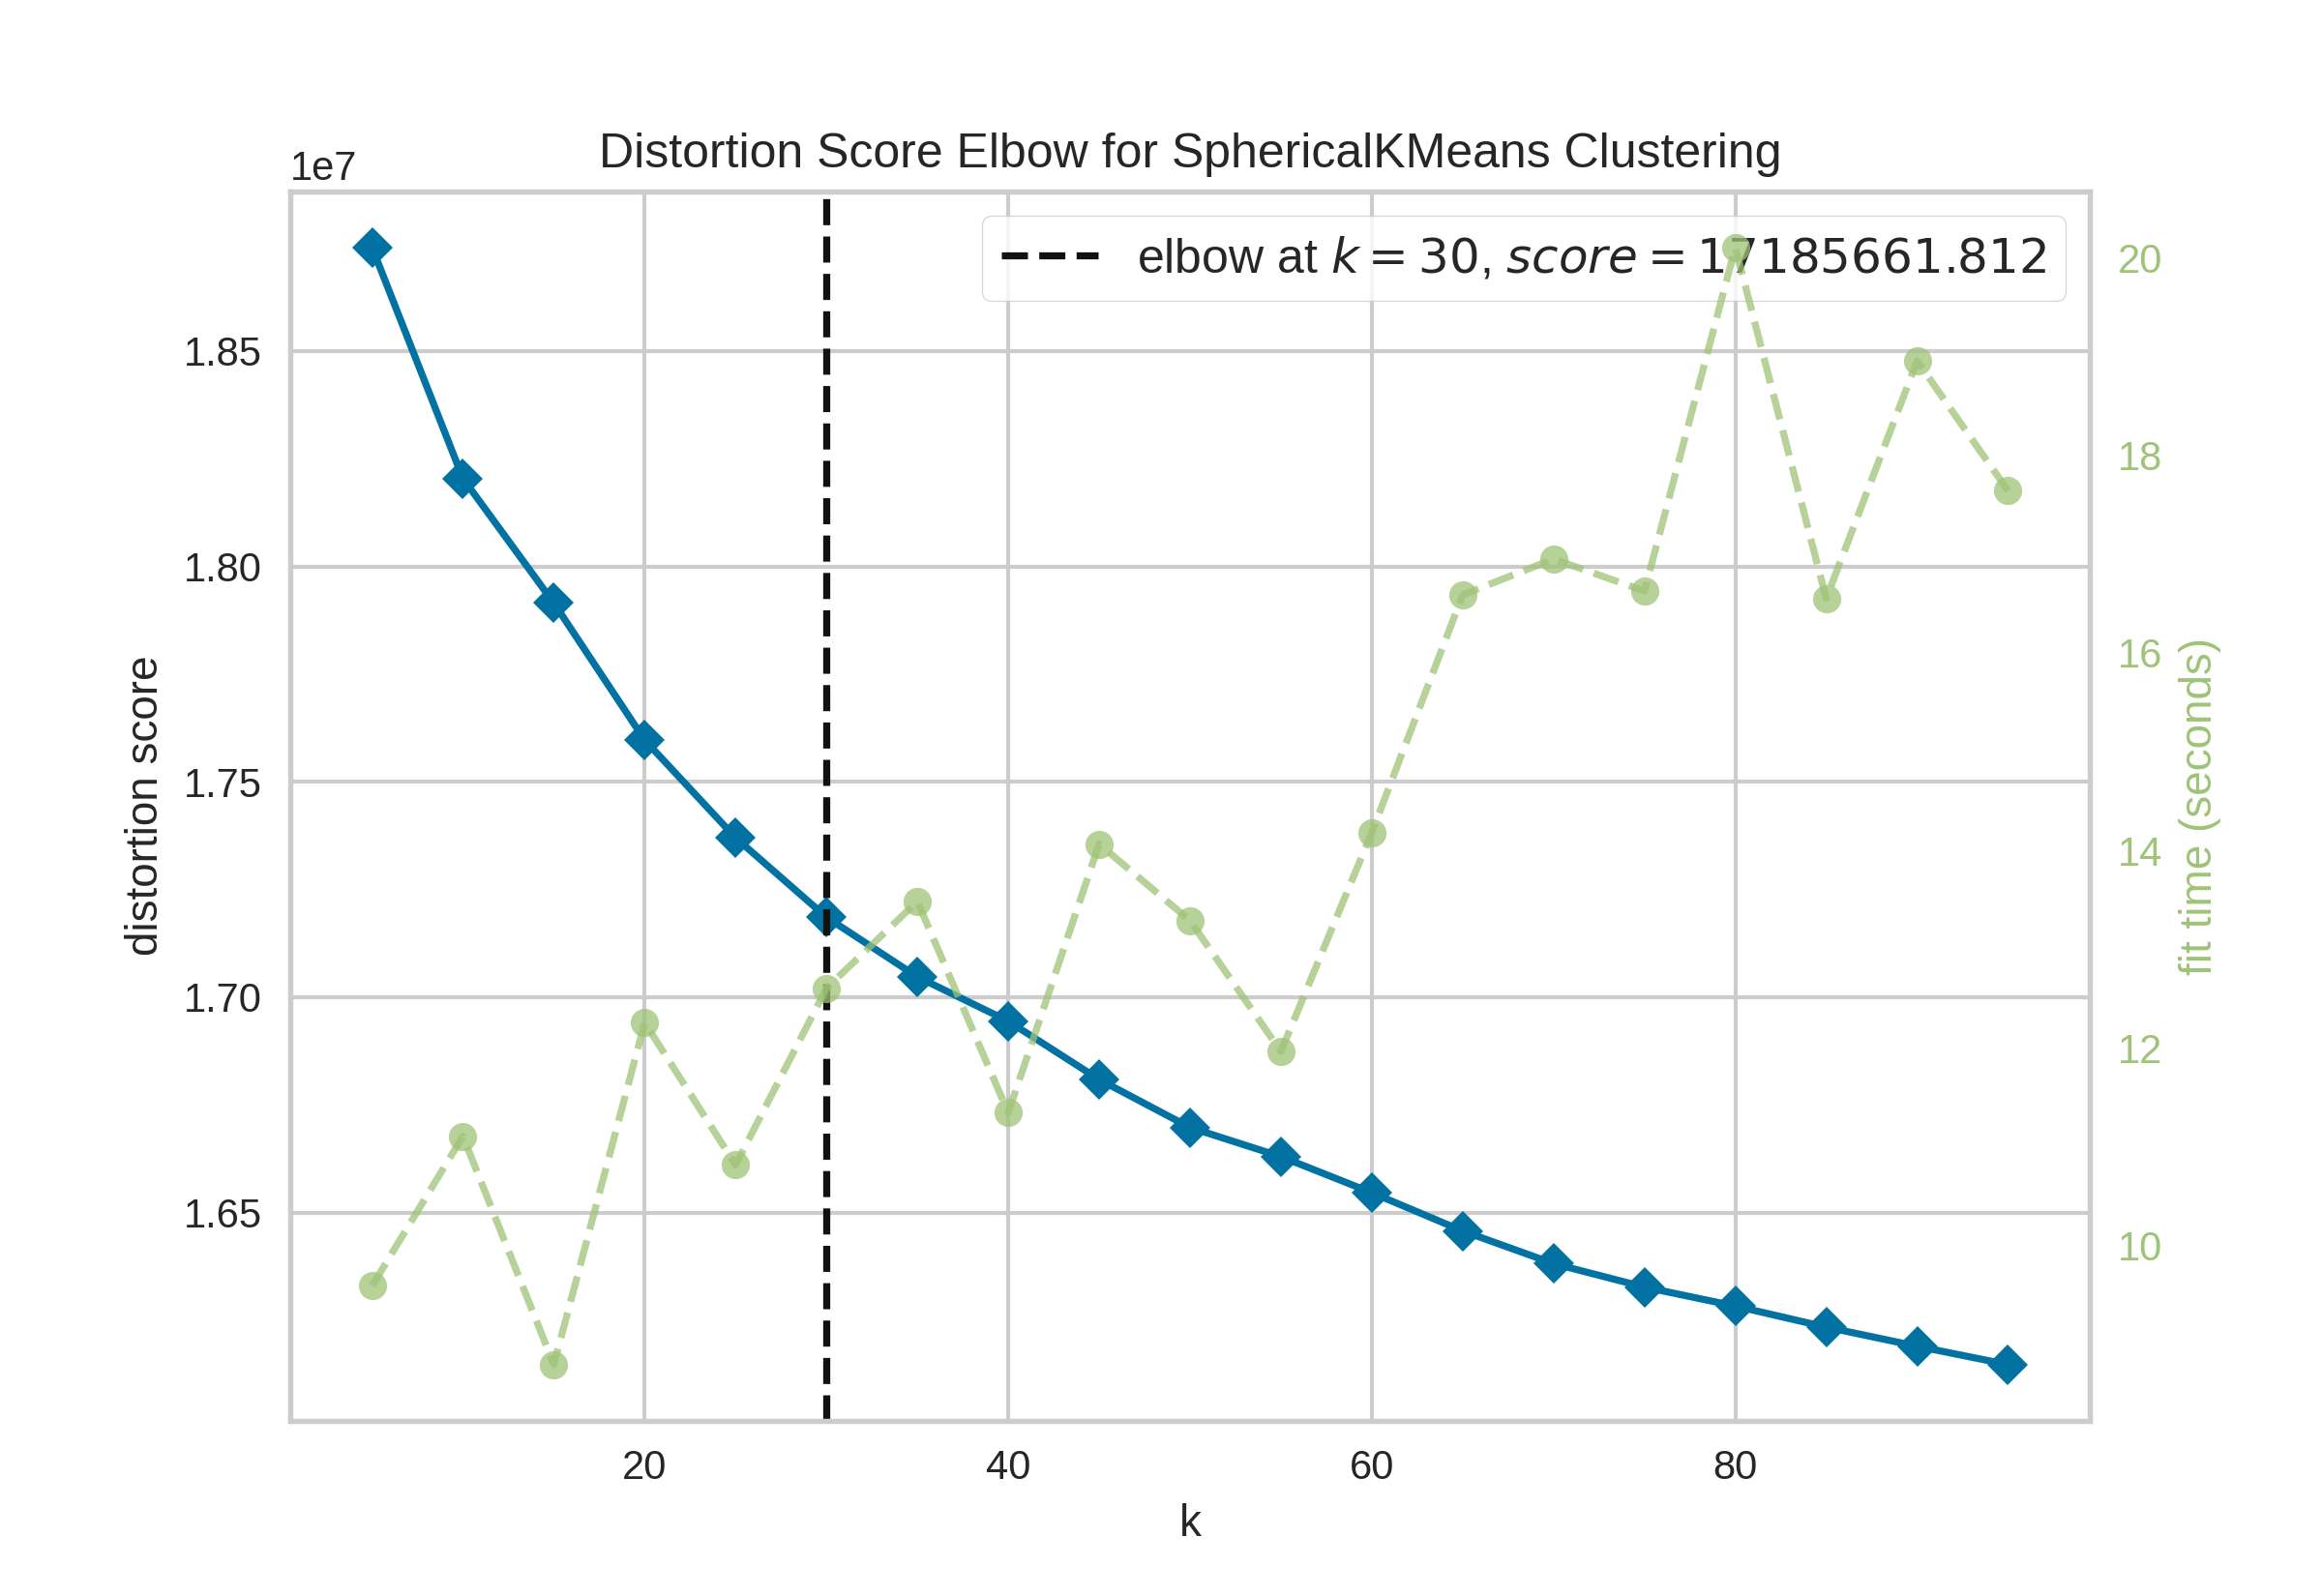 Distortion Score Elbow for SphericalKMeans Clustering
1e7
elbow at k = 30, score = 17185661.812
1.85
1.80
1.75
1.70
1.65
distortion score
20
18
16
14
12
10
fit time (seconds)
20 40 60 80
k